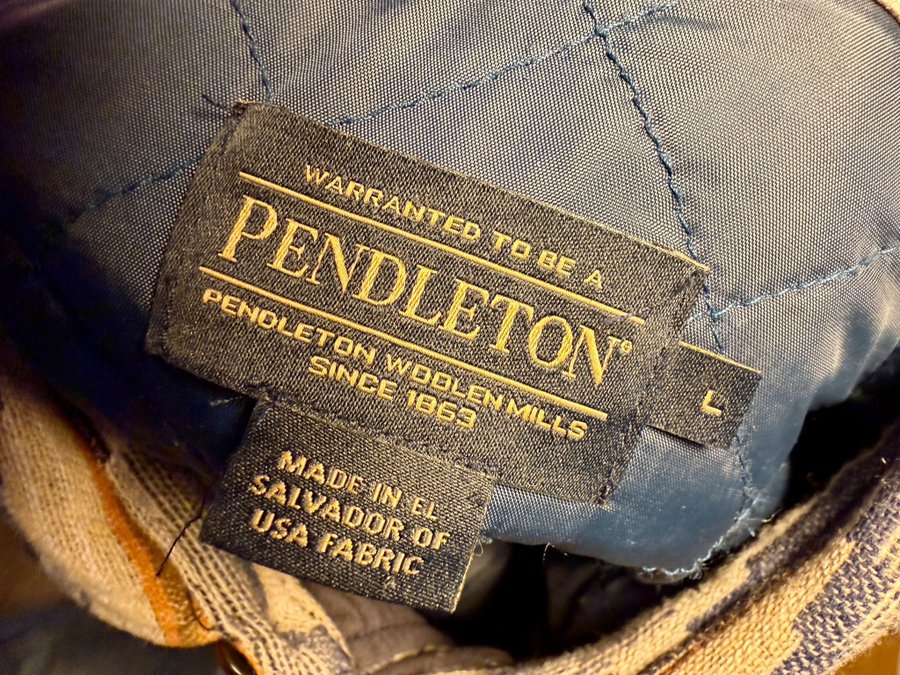 WARRANTED TO BE A
PENDLETON®
PENDLETON WOOLEN MILLS
SINCE 1863
L
MADE IN EL
SALVADOR OF
USA FABRIC